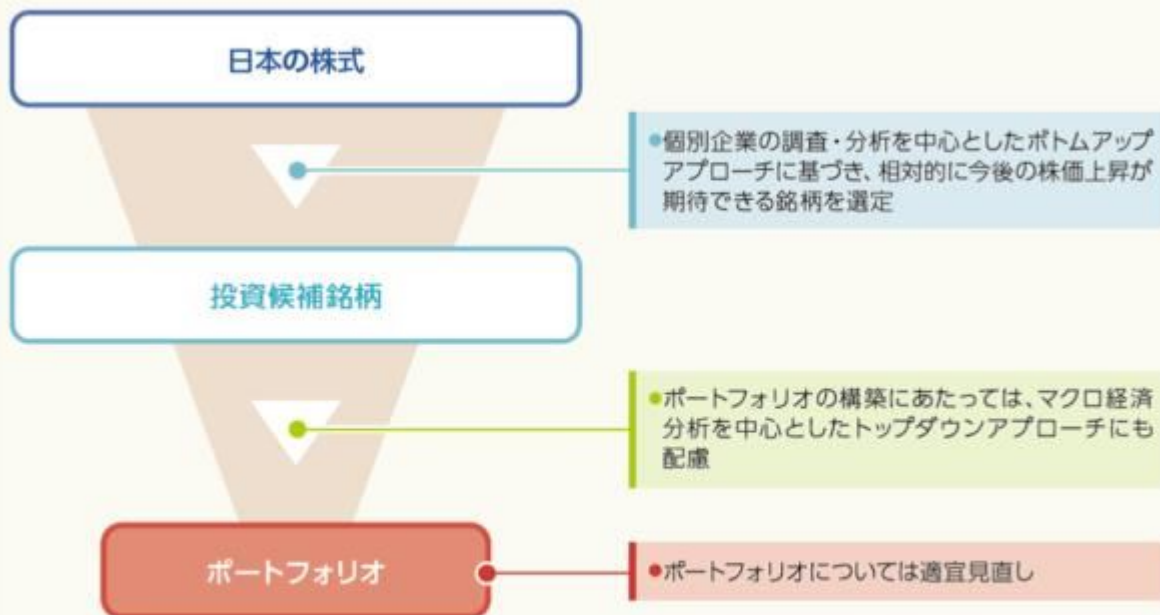 日本の株式
●個別企業の調査・分析を中心としたボトムアップ
アプローチに基づき、相対的に今後の株価上昇が
期待できる銘柄を選定
投資候補銘柄
●ポートフォリオの構築にあたっては、マクロ経済
分析を中心としたトップダウンアプローチにも
配慮
ポートフォリオ
●ポートフォリオについては適宜見直し